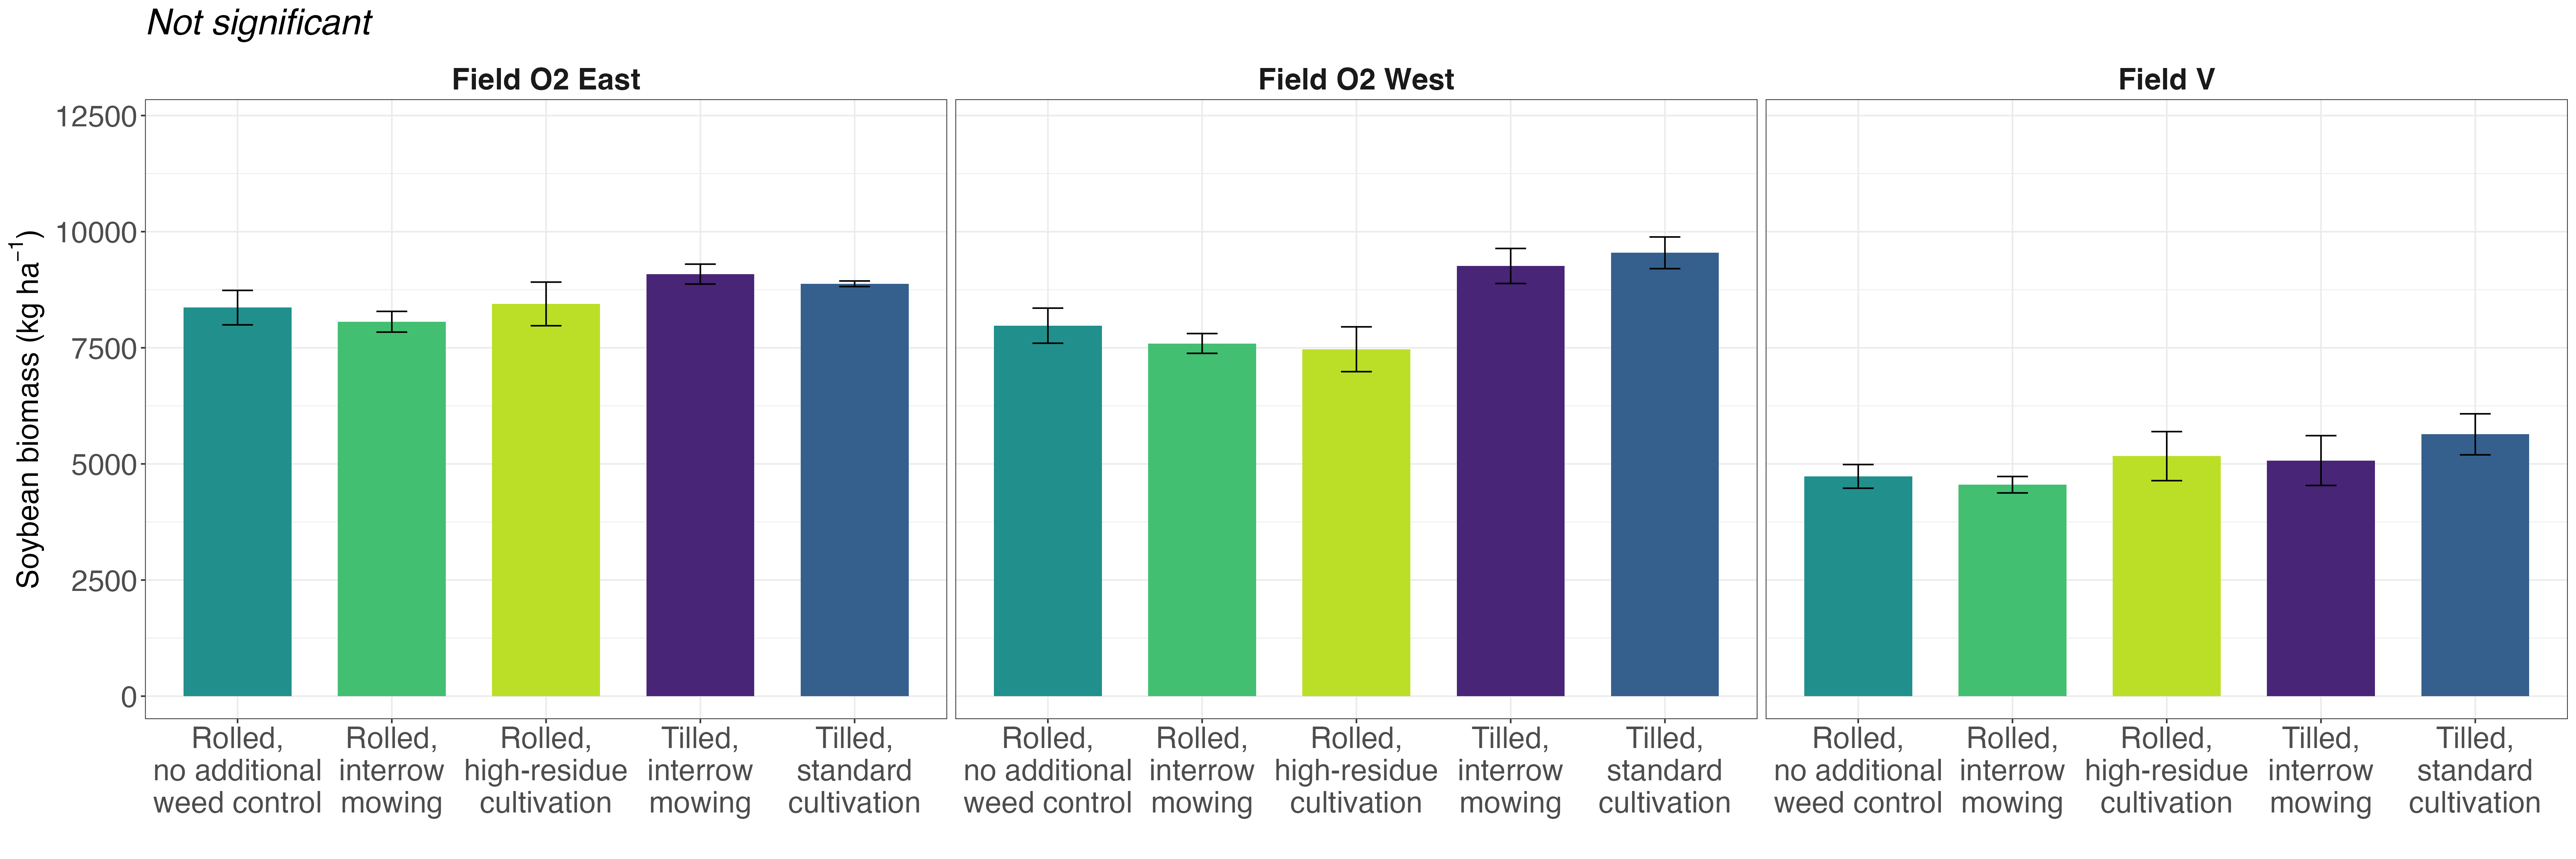 Not significant
Field O2 East
Field O2 West
Field V
Soybean biomass (kg ha⁻¹)
12500
10000
7500
5000
2500
0
Rolled,
no additional
weed control
Rolled,
interrow
mowing
Rolled,
high-residue
cultivation
Tilled,
interrow
mowing
Tilled,
standard
cultivation
Rolled,
no additional
weed control
Rolled,
interrow
mowing
Rolled,
high-residue
cultivation
Tilled,
interrow
mowing
Tilled,
standard
cultivation
Rolled,
no additional
weed control
Rolled,
interrow
mowing
Rolled,
high-residue
cultivation
Tilled,
interrow
mowing
Tilled,
standard
cultivation